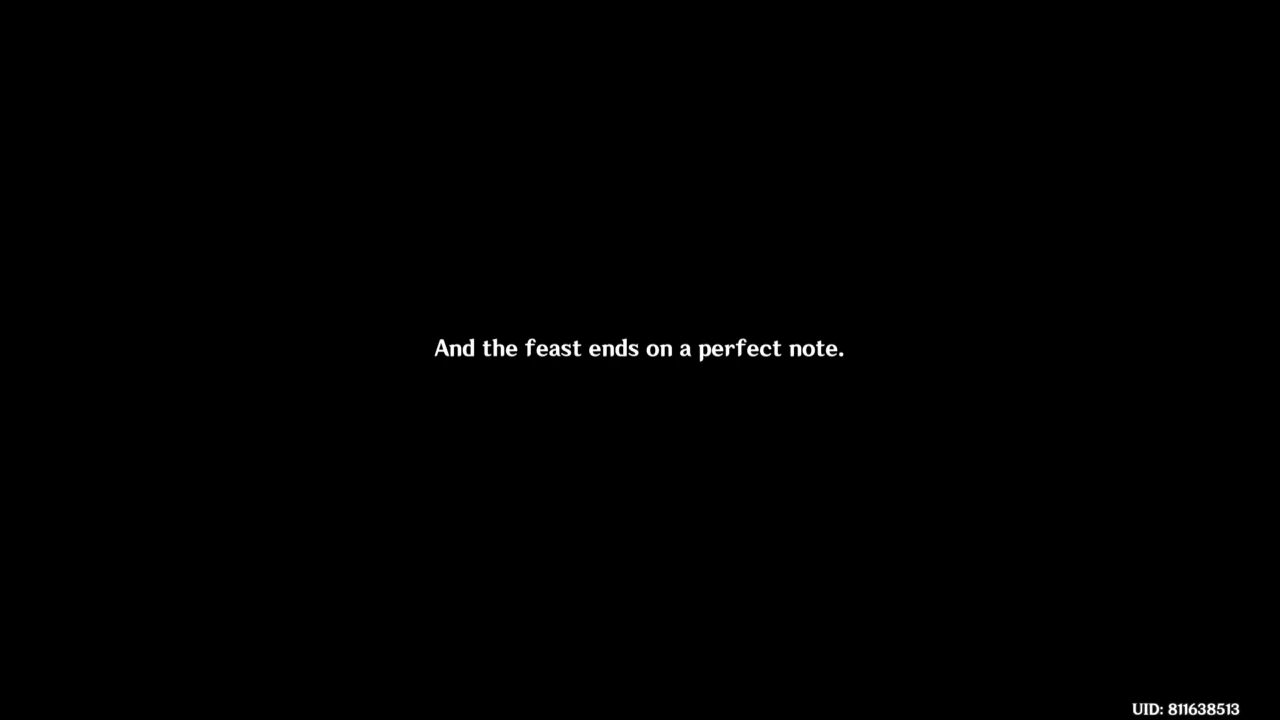 And the feast ends on a perfect note.
UID: 811638513